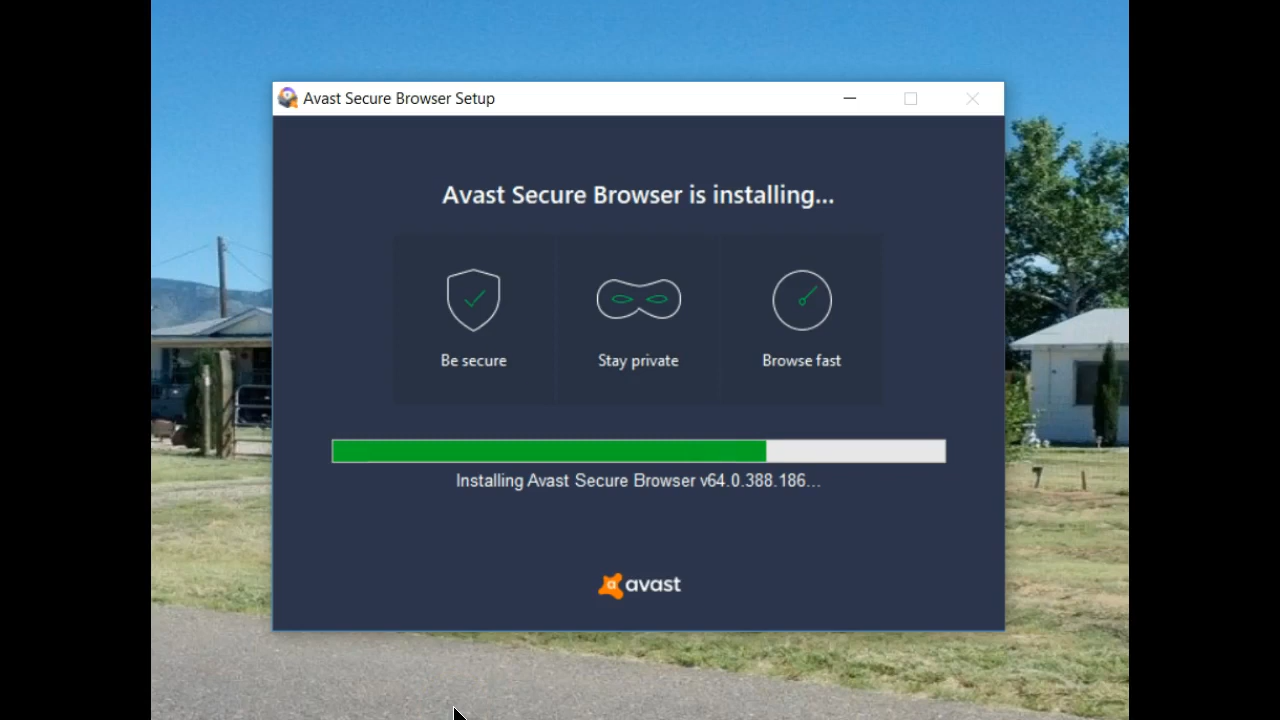 Avast Secure Browser Setup
Avast Secure Browser is installing...
Be secure
Stay private
Browse fast
Installing Avast Secure Browser v64.0.388.186...
avast